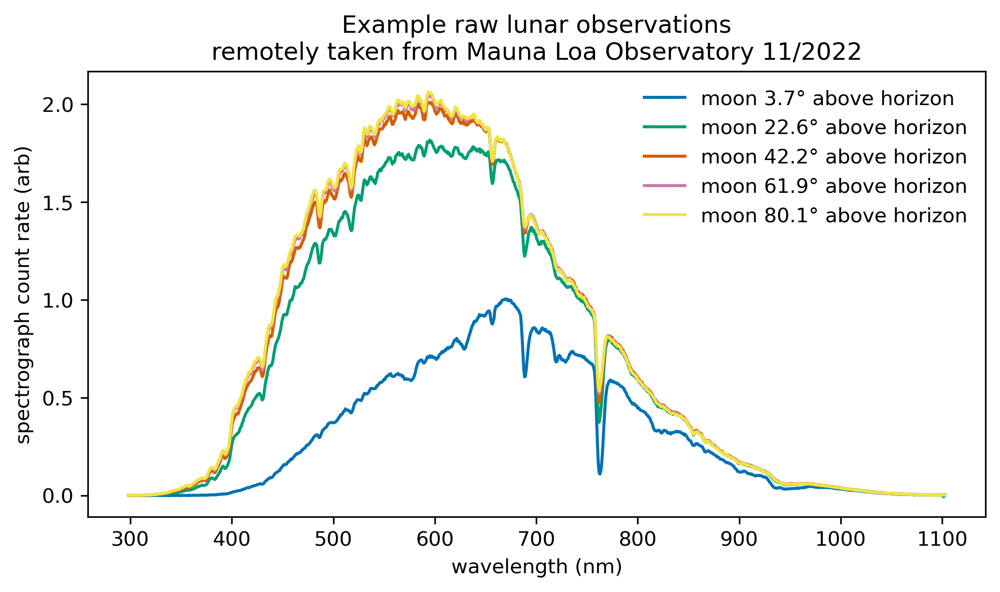 Example raw lunar observations
remotely taken from Mauna Loa Observatory 11/2022
moon 3.7° above horizon
moon 22.6° above horizon
moon 42.2° above horizon
moon 61.9° above horizon
moon 80.1° above horizon
spectrograph count rate (arb)
2.0
1.5
1.0
0.5
0.0
300 400 500 600 700 800 900 1000 1100
wavelength (nm)